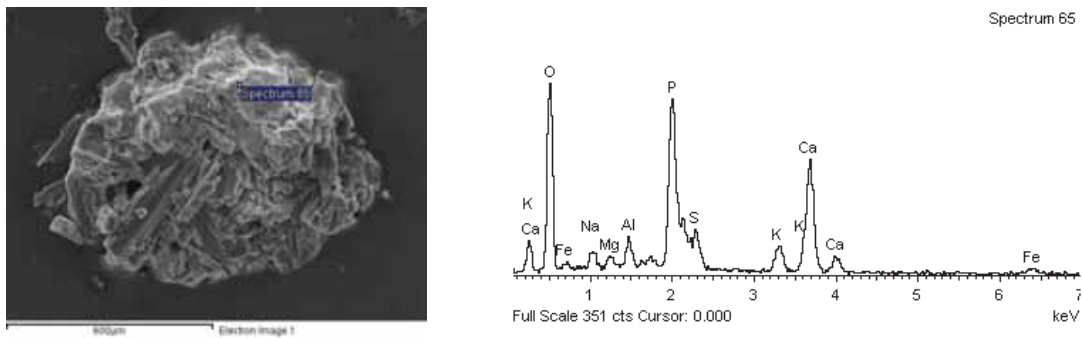 Spectrum 65
Electron Image 1
Spectrum 65
O
P
Ca
K
Ca
Fe
Na
Mg
Al
S
K
K
Ca
Fe
1 2 3 4 5 6 7
Full Scale 351 cts Cursor: 0.000 keV